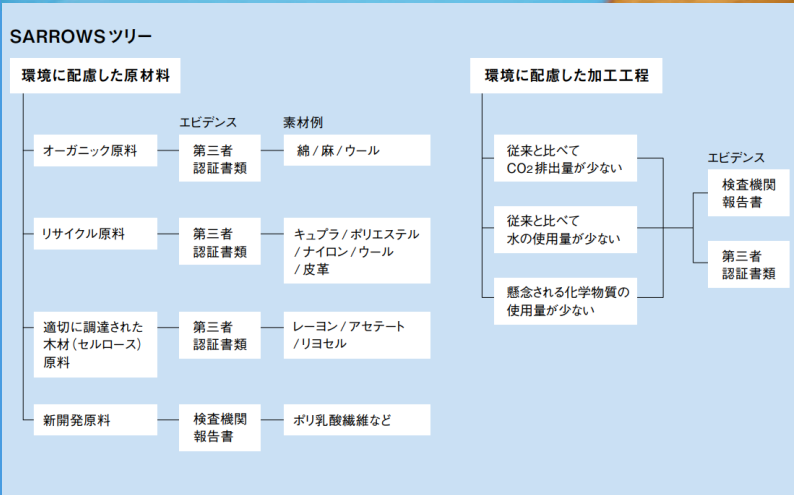 SARROWSツリー
環境に配慮した原材料
エビデンス
素材例
オーガニック原料
第三者
認証書類
綿 / 麻 / ウール
リサイクル原料
第三者
認証書類
キュプラ / ポリエステル
/ ナイロン / ウール
/ 皮革
適切に調達された
木材（セルロース）
原料
第三者
認証書類
レーヨン / アセテート
/ リヨセル
新開発原料
検査機関
報告書
ポリ乳酸繊維など
環境に配慮した加工工程
従来と比べて
CO2排出量が少ない
従来と比べて
水の使用量が少ない
懸念される化学物質の
使用量が少ない
エビデンス
検査機関
報告書
第三者
認証書類